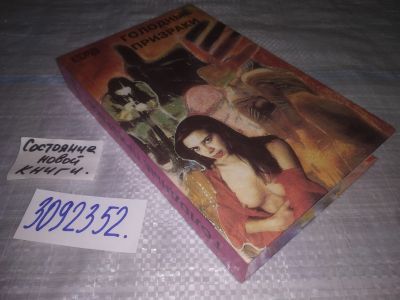 ГОЛОДНЫЕ
ПРИЗРАКИ
Состояние
новой
книги.
3092352.